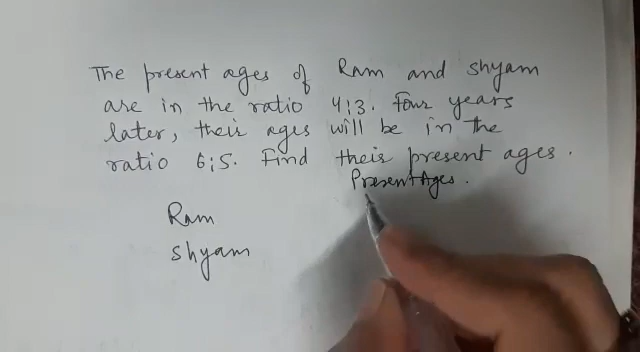 The present ages of Ram and Shyam
are in the ratio 4:3. Four years
later, their ages will be in the
ratio 6:5. Find their present ages.
Present Ages.
Ram
Shyam